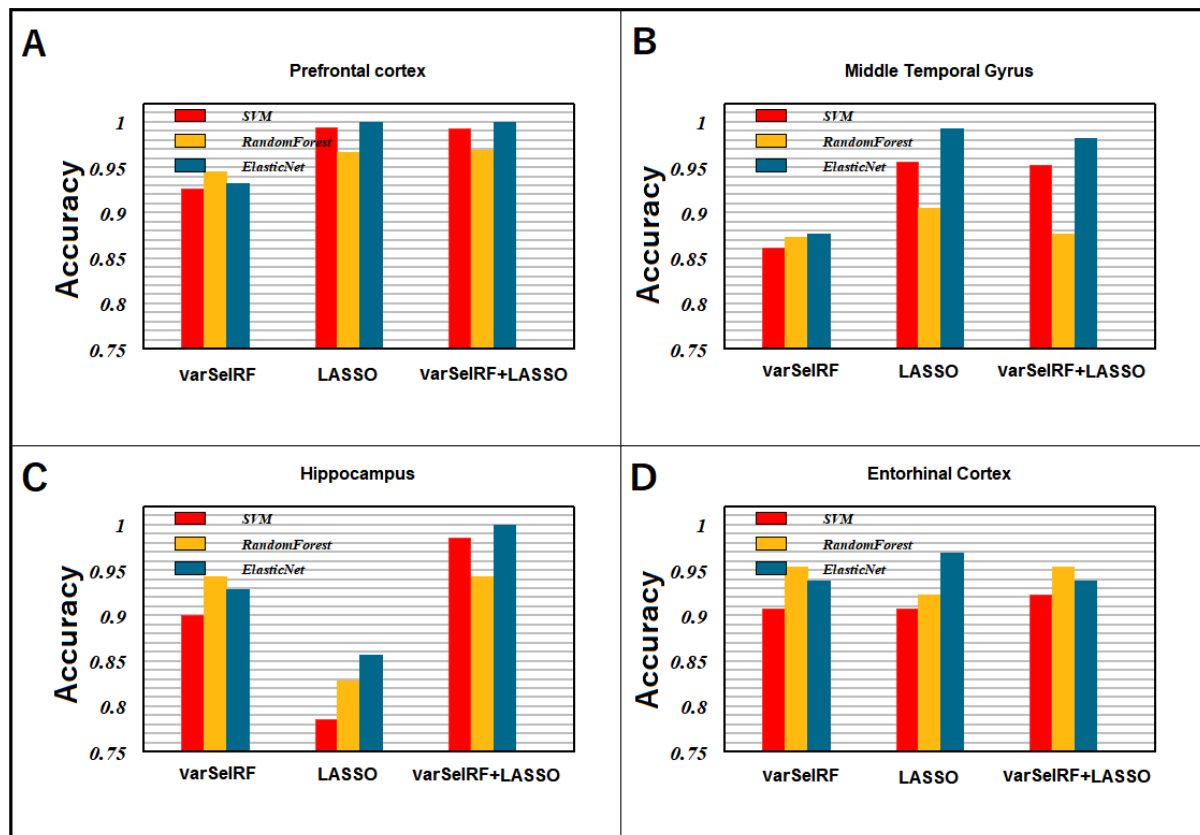 A
Prefrontal cortex
Accuracy
1
0.95
0.9
0.85
0.8
0.75
SVM
RandomForest
ElasticNet
varSelRF
LASSO
varSelRF+LASSO
B
Middle Temporal Gyrus
Accuracy
1
0.95
0.9
0.85
0.8
0.75
SVM
RandomForest
ElasticNet
varSelRF
LASSO
varSelRF+LASSO
C
Hippocampus
Accuracy
1
0.95
0.9
0.85
0.8
0.75
SVM
RandomForest
ElasticNet
varSelRF
LASSO
varSelRF+LASSO
D
Entorhinal Cortex
Accuracy
1
0.95
0.9
0.85
0.8
0.75
SVM
RandomForest
ElasticNet
varSelRF
LASSO
varSelRF+LASSO